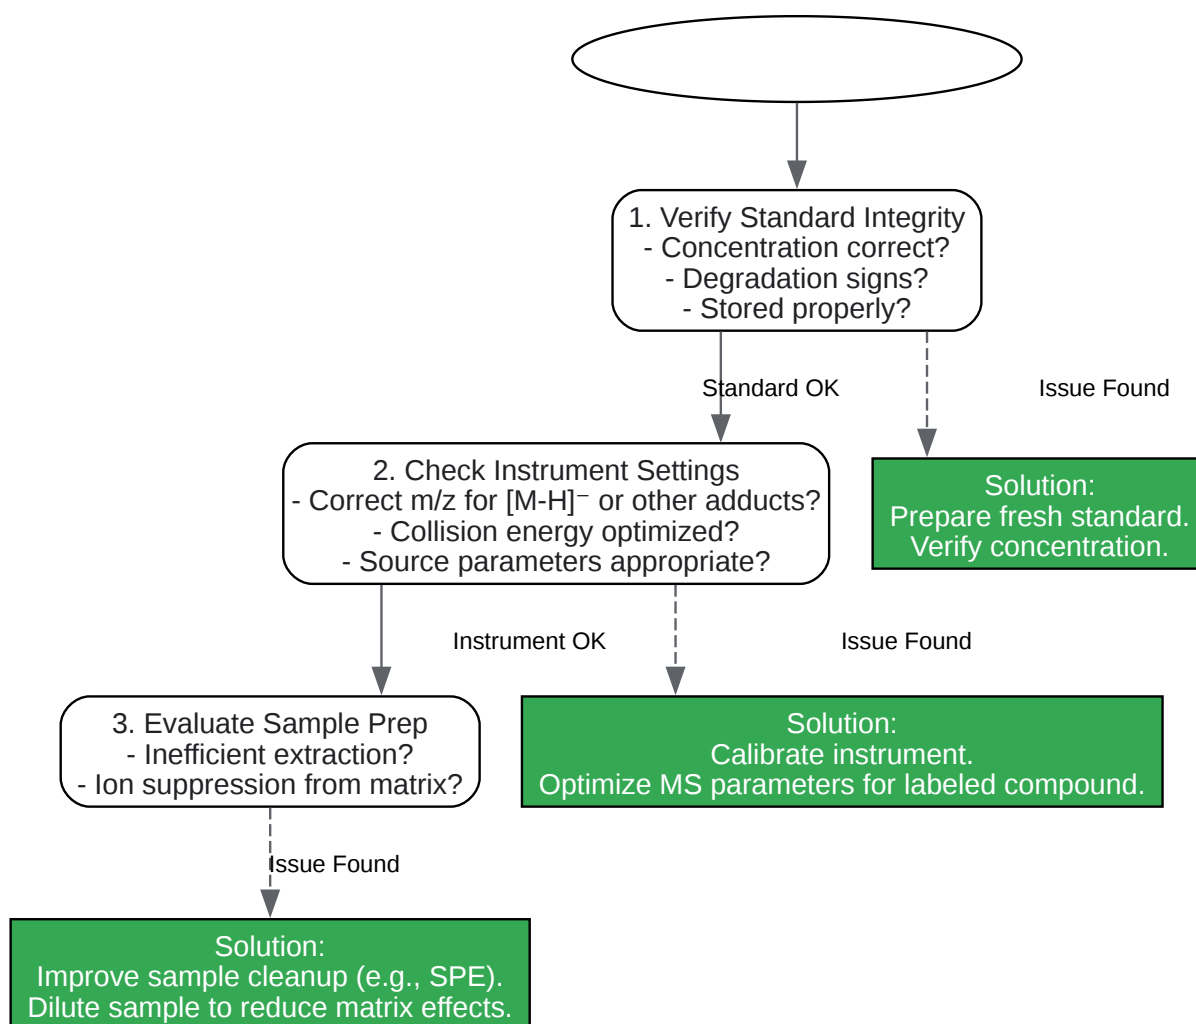 1. Verify Standard Integrity
- Concentration correct?
- Degradation signs?
- Stored properly?
Standard OK
Issue Found
2. Check Instrument Settings
- Correct m/z for [M-H]⁻ or other adducts?
- Collision energy optimized?
- Source parameters appropriate?
Solution:
Prepare fresh standard.
Verify concentration.
Instrument OK
Issue Found
3. Evaluate Sample Prep
- Inefficient extraction?
- Ion suppression from matrix?
Solution:
Calibrate instrument.
Optimize MS parameters for labeled compound.
Issue Found
Solution:
Improve sample cleanup (e.g., SPE).
Dilute sample to reduce matrix effects.